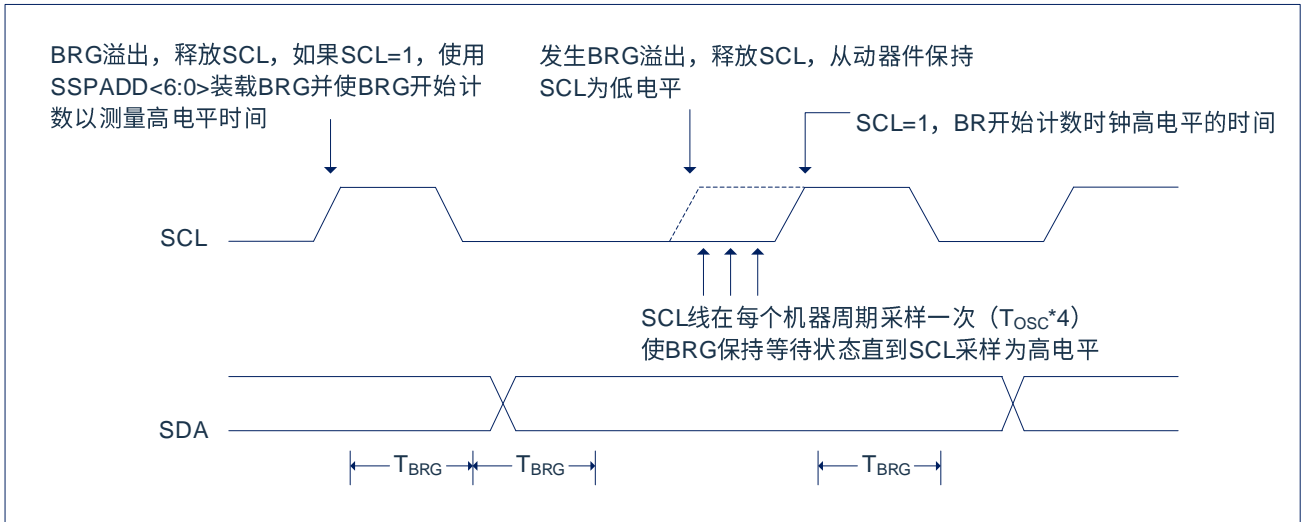 BRG溢出，释放SCL，如果SCL=1，使用
SSPADD<6:0>装载BRG并使BRG开始计
数以测量高电平时间
发生BRG溢出，释放SCL，从动器件保持
SCL为低电平
SCL=1，BR开始计数时钟高电平的时间
SCL
SCL线在每个机器周期采样一次（TOSC*4）
使BRG保持等待状态直到SCL采样为高电平
SDA
TBRG
TBRG
TBRG